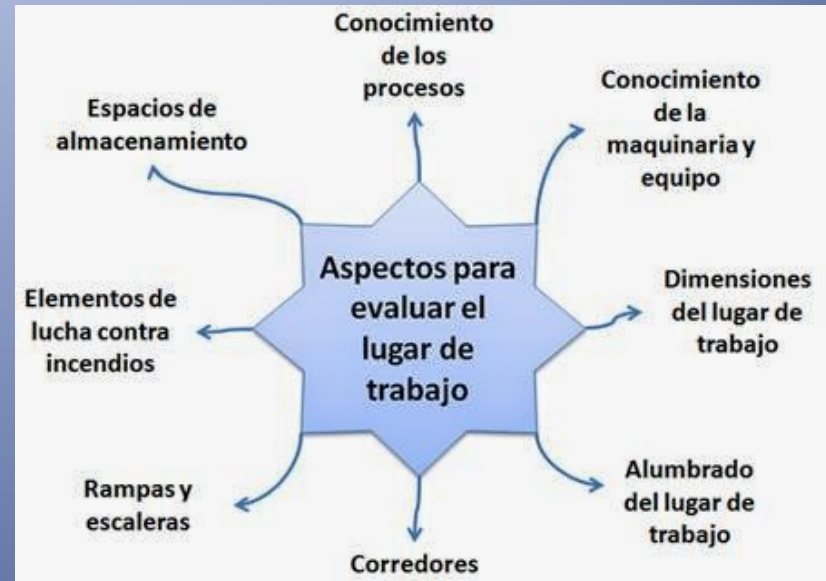 Conocimiento
de los
procesos
Conocimiento
de la
maquinaria y
equipo
Espacios de
almacenamiento
Aspectos para
evaluar el
lugar de
trabajo
Dimensiones
del lugar de
trabajo
Elementos de
lucha contra
incendios
Alumbrado
del lugar de
trabajo
Rampas y
escaleras
Corredores